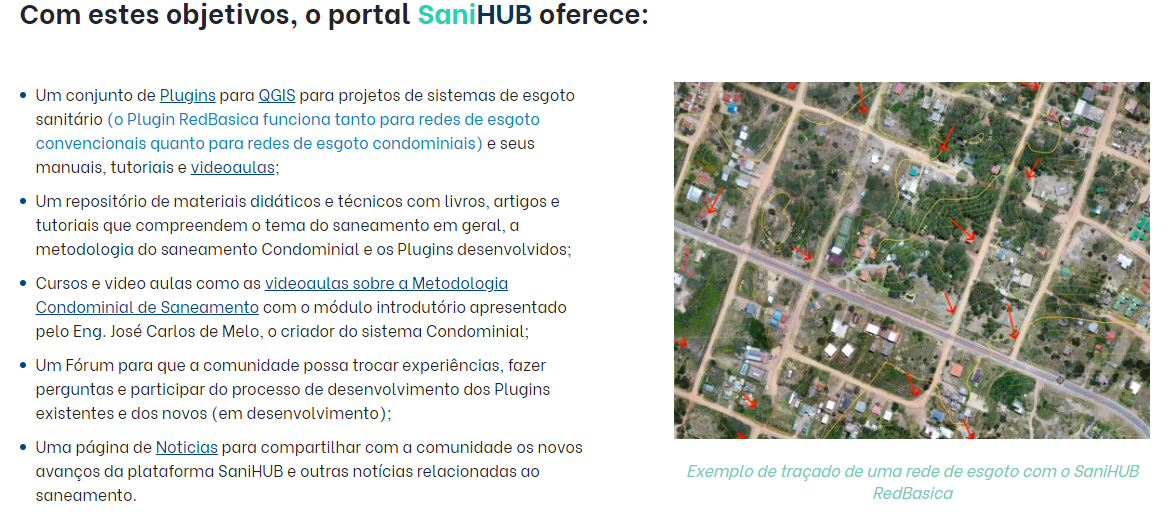 Com estes objetivos, o portal SaniHUB oferece:
Um conjunto de Plugins para QGIS para projetos de sistemas de esgoto
sanitário (o Plugin RedBasica funciona tanto para redes de esgoto
convencionais quanto para redes de esgoto condominiais) e seus
manuais, tutoriais e videoaulas;
Um repositório de materiais didáticos e técnicos com livros, artigos e
tutoriais que compreendem o tema do saneamento em geral, a
metodologia do saneamento Condominial e os Plugins desenvolvidos;
Cursos e video aulas como as videoaulas sobre a Metodologia
Condominial de Saneamento com o módulo introdutório apresentado
pelo Eng. José Carlos de Melo, o criador do sistema Condominial;
Um Fórum para que a comunidade possa trocar experiências, fazer
perguntas e participar do processo de desenvolvimento dos Plugins
existentes e dos novos (em desenvolvimento);
Uma página de Noticias para compartilhar com a comunidade os novos
avanços da plataforma SaniHUB e outras notícias relacionadas ao
saneamento.
Exemplo de traçado de uma rede de esgoto com o SaniHUB
RedBasica